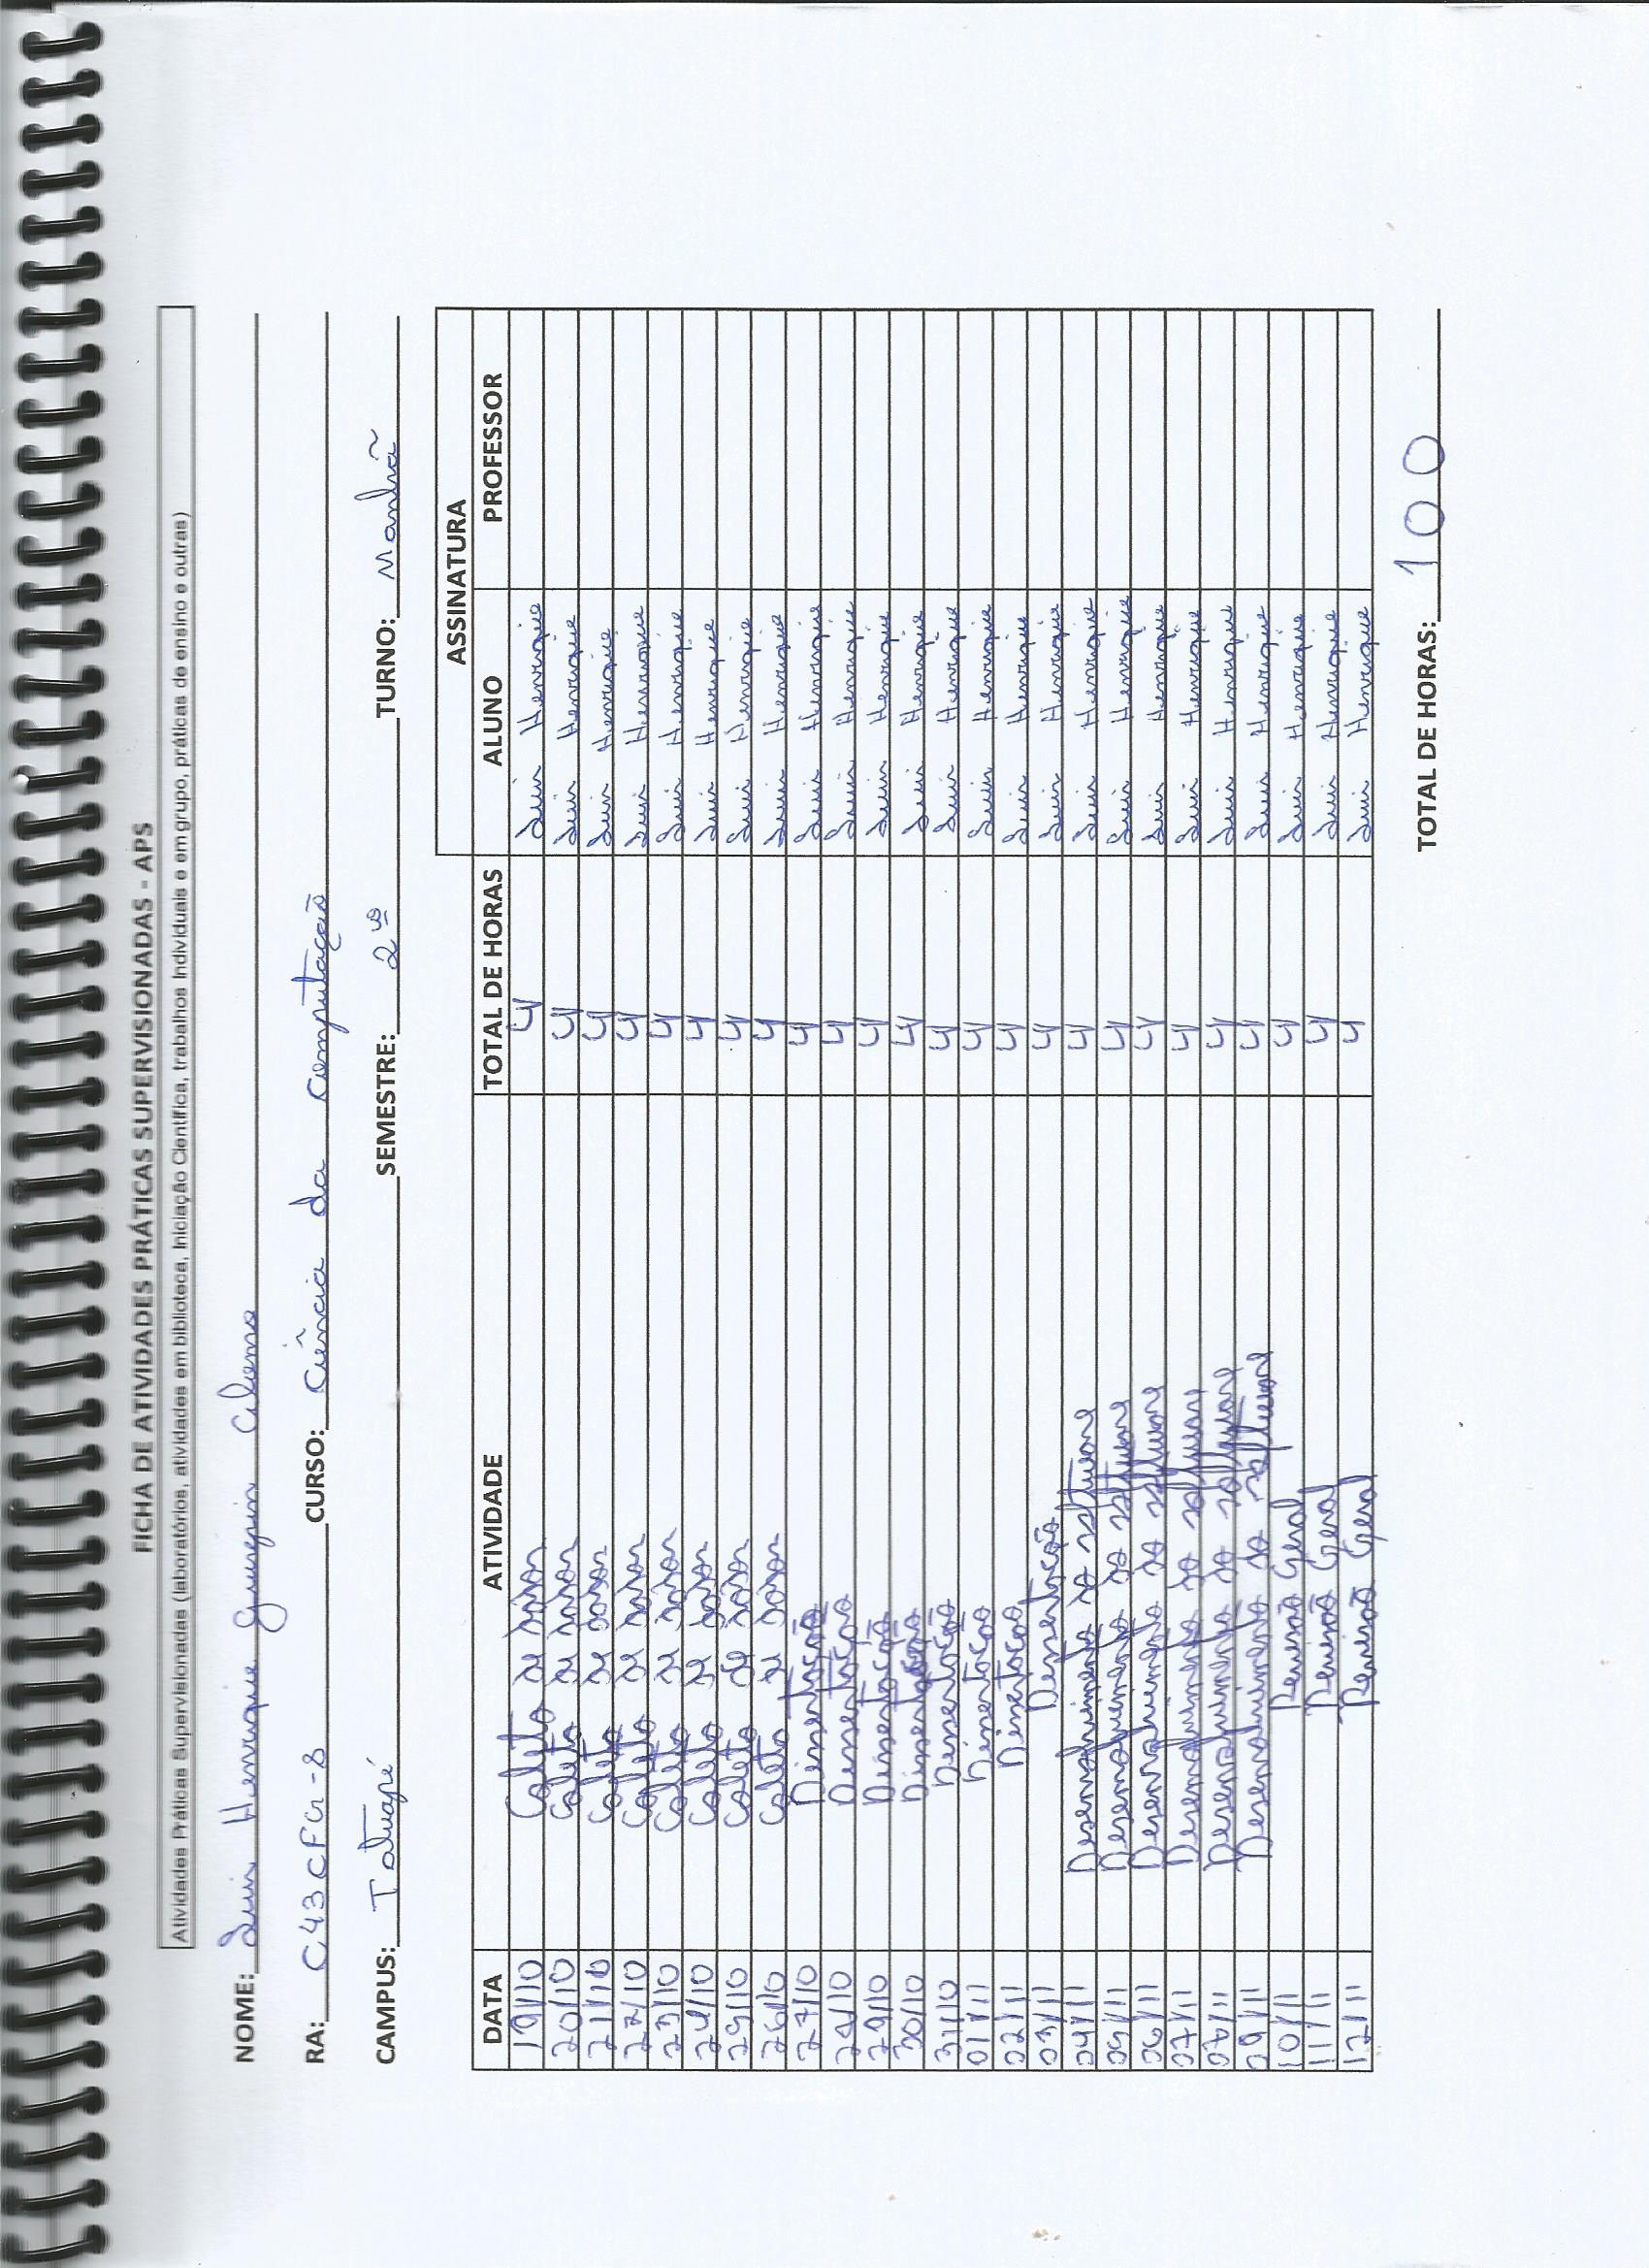 FICHA DE ATIVIDADES PRÁTICAS SUPERVISIONADAS - APS
Atividades Práticas Supervisionadas (laboratórios, atividades em biblioteca, Iniciação Científica, trabalhos Individuais e em grupo, práticas de ensino e outras)
NOME: Luis Henrique
RA: C43CFG-8 CURSO: Ciência da Computação
CAMPUS: Tatuapé SEMESTRE: 2º TURNO: Manhã
ASSINATURA
DATA ATIVIDADE TOTAL DE HORAS ALUNO PROFESSOR
19/10 Coleta de dados 4 Luis Henrique
20/10 Coleta de dados 4 Luis Henrique
21/10 Coleta de dados 4 Luis Henrique
22/10 Coleta de dados 4 Luis Henrique
23/10 Coleta de dados 4 Luis Henrique
24/10 Coleta de dados 4 Luis Henrique
25/10 Coleta de dados 4 Luis Henrique
26/10 Coleta de dados 4 Luis Henrique
27/10 Dissertação 4 Luis Henrique
28/10 Dissertação 4 Luis Henrique
29/10 Dissertação 4 Luis Henrique
30/10 Dissertação 4 Luis Henrique
31/10 Dissertação 4 Luis Henrique
01/11 Dissertação 4 Luis Henrique
02/11 Dissertação 4 Luis Henrique
03/11 Dissertação 4 Luis Henrique
04/11 Desenvolvimento do software 4 Luis Henrique
05/11 Desenvolvimento do software 4 Luis Henrique
06/11 Desenvolvimento do software 4 Luis Henrique
07/11 Desenvolvimento do software 4 Luis Henrique
08/11 Desenvolvimento do software 4 Luis Henrique
09/11 Desenvolvimento do software 4 Luis Henrique
10/11 Revisão Geral 4 Luis Henrique
11/11 Revisão Geral 4 Luis Henrique
12/11 Revisão Geral 4 Luis Henrique
TOTAL DE HORAS: 100